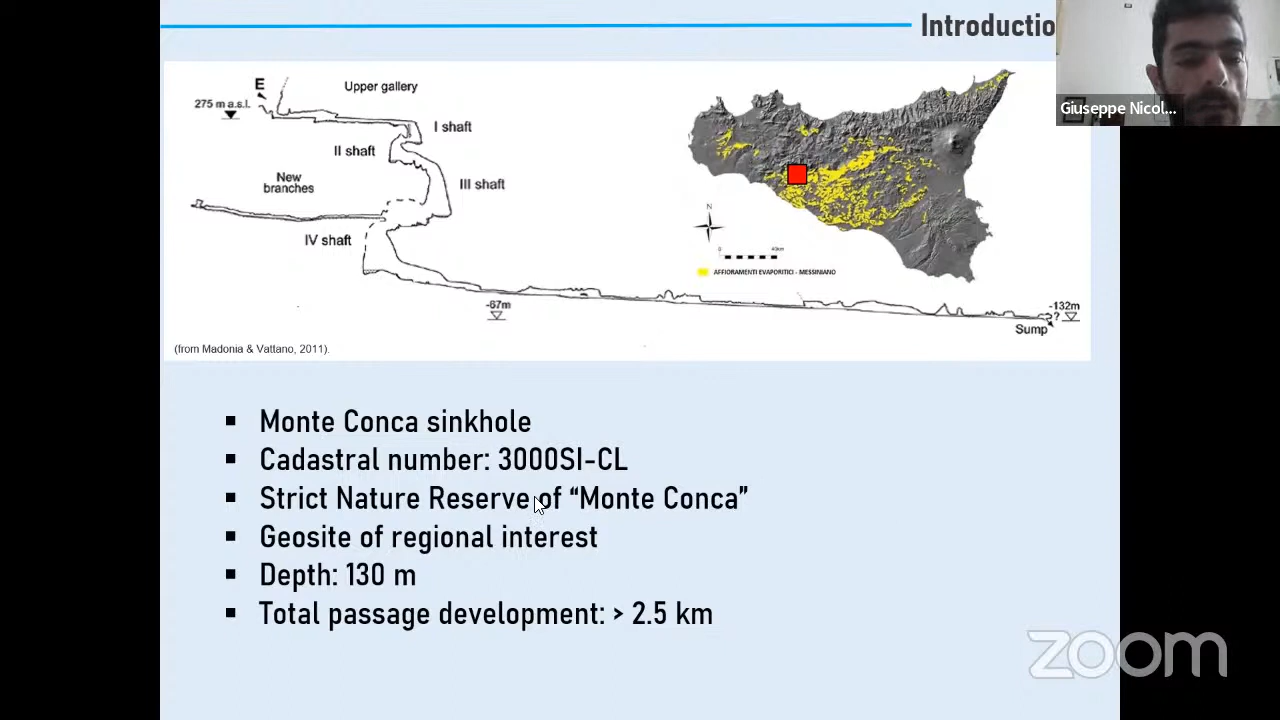 Introductio
Giuseppe Nicol...
E
Upper gallery
275 m a.s.l.
I shaft
II shaft
New
branches
III shaft
IV shaft
-67m
-132m
?
Sump
(from Madonia & Vattano, 2011).
N
0 40km
AFFIORAMENTI EVAPORITICI - MESSINIANO
▪ Monte Conca sinkhole
▪ Cadastral number: 3000SI-CL
▪ Strict Nature Reserve of “Monte Conca”
▪ Geosite of regional interest
▪ Depth: 130 m
▪ Total passage development: > 2.5 km
zoom